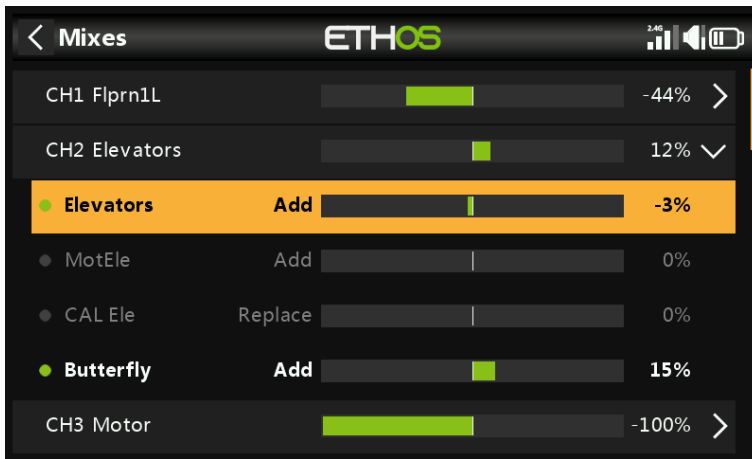 Mixes ETHOS 2.4G
CH1 Flprn1L -44%
CH2 Elevators 12%
Elevators Add -3%
MotEle Add 0%
CAL Ele Replace 0%
Butterfly Add 15%
CH3 Motor -100%